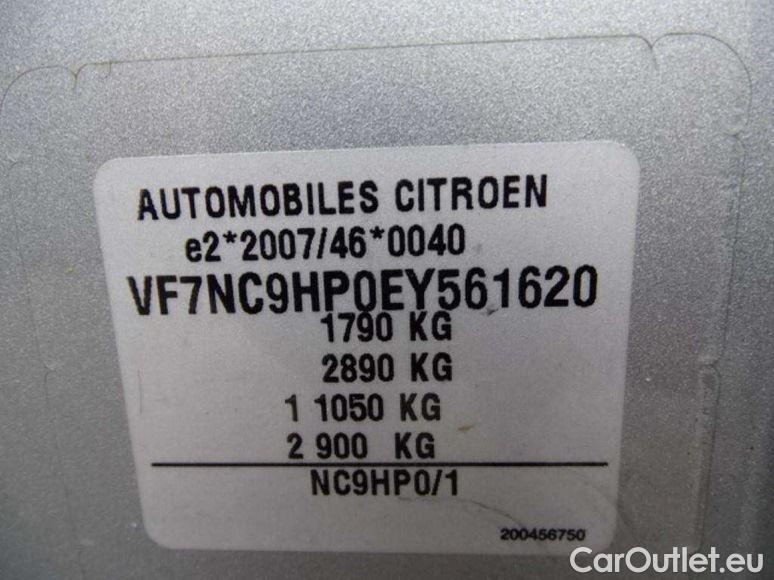 AUTOMOBILES CITROEN
e2*2007/46*0040
VF7NC9HP0EY561620
1790 KG
2890 KG
1 1050 KG
2 900 KG
NC9HP0/1
200456750
CarOutlet.eu